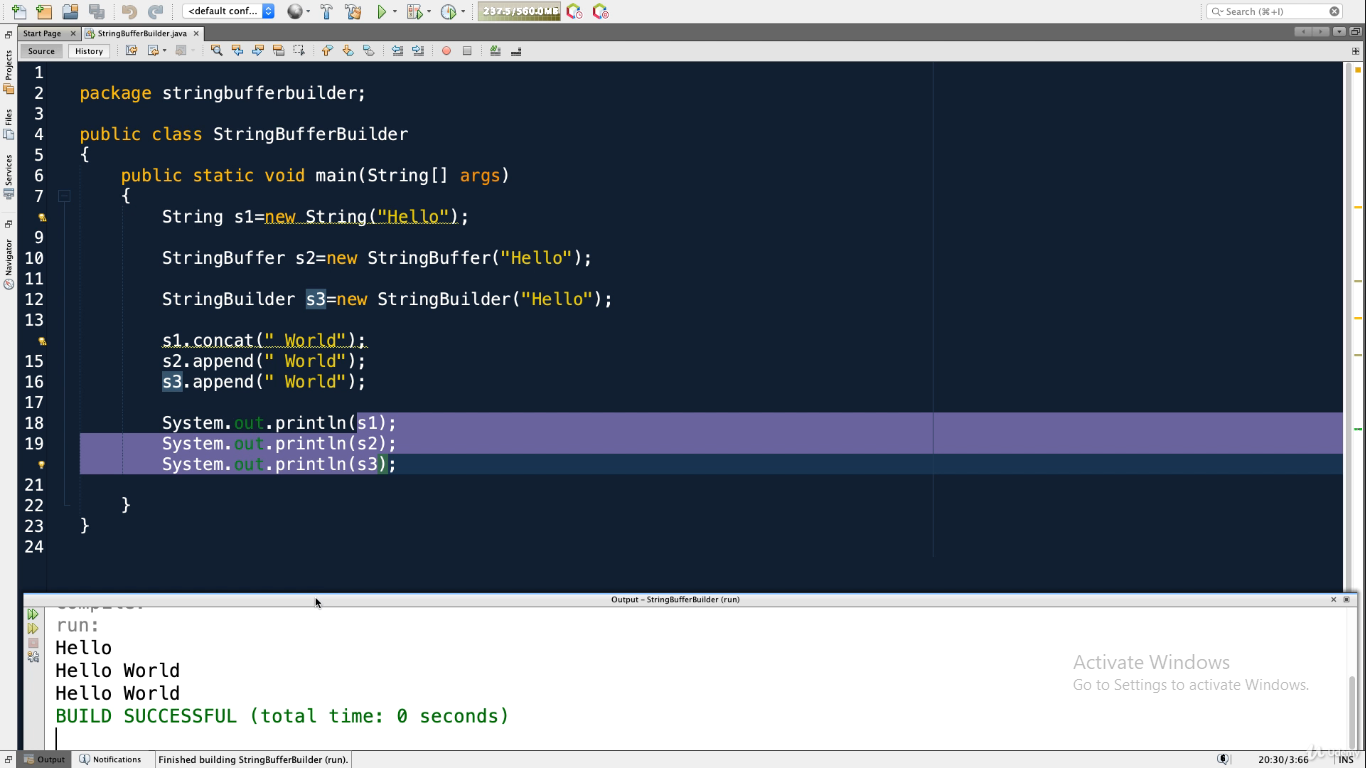 <default conf...
237.5/560.0MB
Search (⌘+I)
Start Page
StringBufferBuilder.java
Source
History
Projects
Files
Services
Navigator
1
2 package stringbufferbuilder;
3
4 public class StringBufferBuilder
5 {
6 public static void main(String[] args)
7 {
String s1=new String("Hello");
9
10 StringBuffer s2=new StringBuffer("Hello");
11
12 StringBuilder s3=new StringBuilder("Hello");
13
s1.concat(" World");
15 s2.append(" World");
16 s3.append(" World");
17
18 System.out.println(s1);
19 System.out.println(s2);
System.out.println(s3);
21
22 }
23 }
24
Output - StringBufferBuilder (run)
run:
Hello
Hello World
Hello World
BUILD SUCCESSFUL (total time: 0 seconds)
Activate Windows
Go to Settings to activate Windows.
Output
Notifications
Finished building StringBufferBuilder (run).
20:30/3:66
INS
Udemy